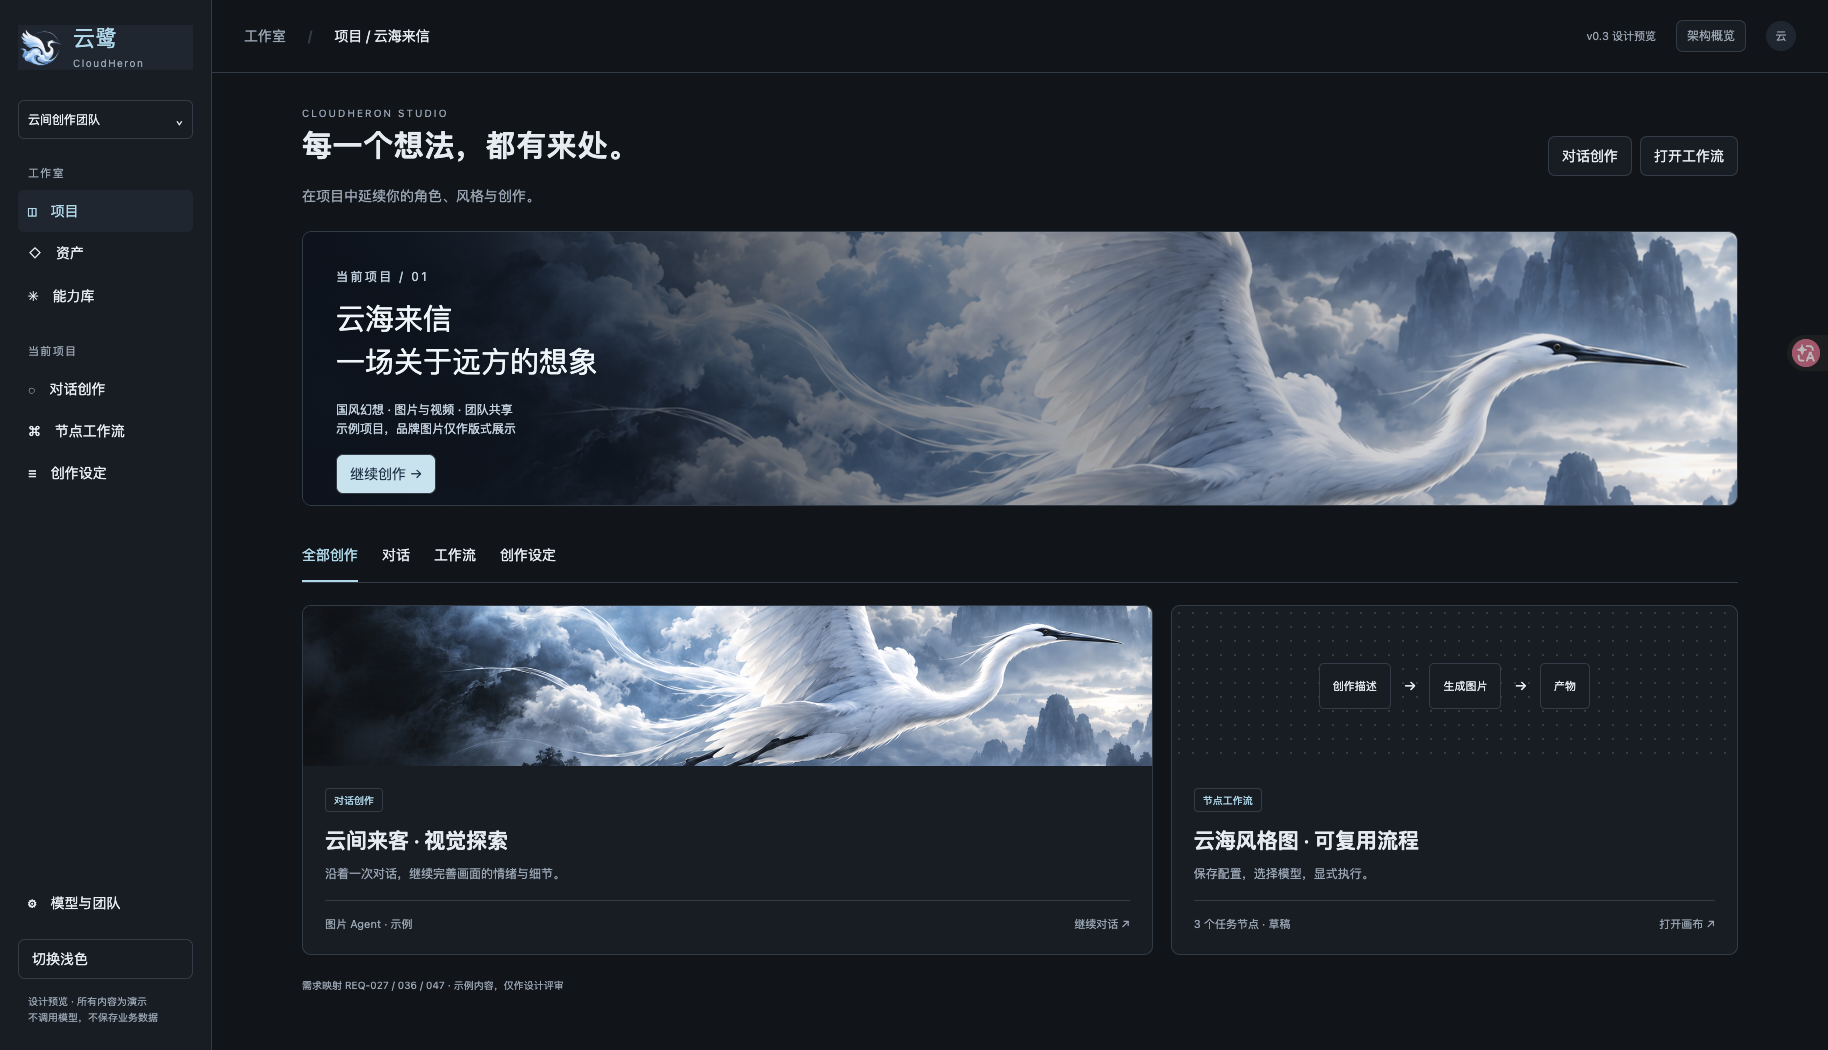 云鹭
CloudHeron
云间创作团队
工作室
项目
资产
能力库
当前项目
对话创作
节点工作流
创作设定
模型与团队
切换浅色
设计预览 · 所有内容为演示
不调用模型，不保存业务数据
工作室 / 项目 / 云海来信
v0.3 设计预览
架构概览
云
CLOUDHERON STUDIO
每一个想法，都有来处。
在项目中延续你的角色、风格与创作。
对话创作
打开工作流
当前项目 / 01
云海来信
一场关于远方的想象
国风幻想 · 图片与视频 · 团队共享
示例项目，品牌图片仅作版式展示
继续创作 →
全部创作 对话 工作流 创作设定
对话创作
云间来客 · 视觉探索
沿着一次对话，继续完善画面的情绪与细节。
图片 Agent · 示例
继续对话 ↗
创作描述 → 生成图片 → 产物
节点工作流
云海风格图 · 可复用流程
保存配置，选择模型，显式执行。
3 个任务节点 · 草稿
打开画布 ↗
需求映射 REQ-027 / 036 / 047 · 示例内容，仅作设计评审